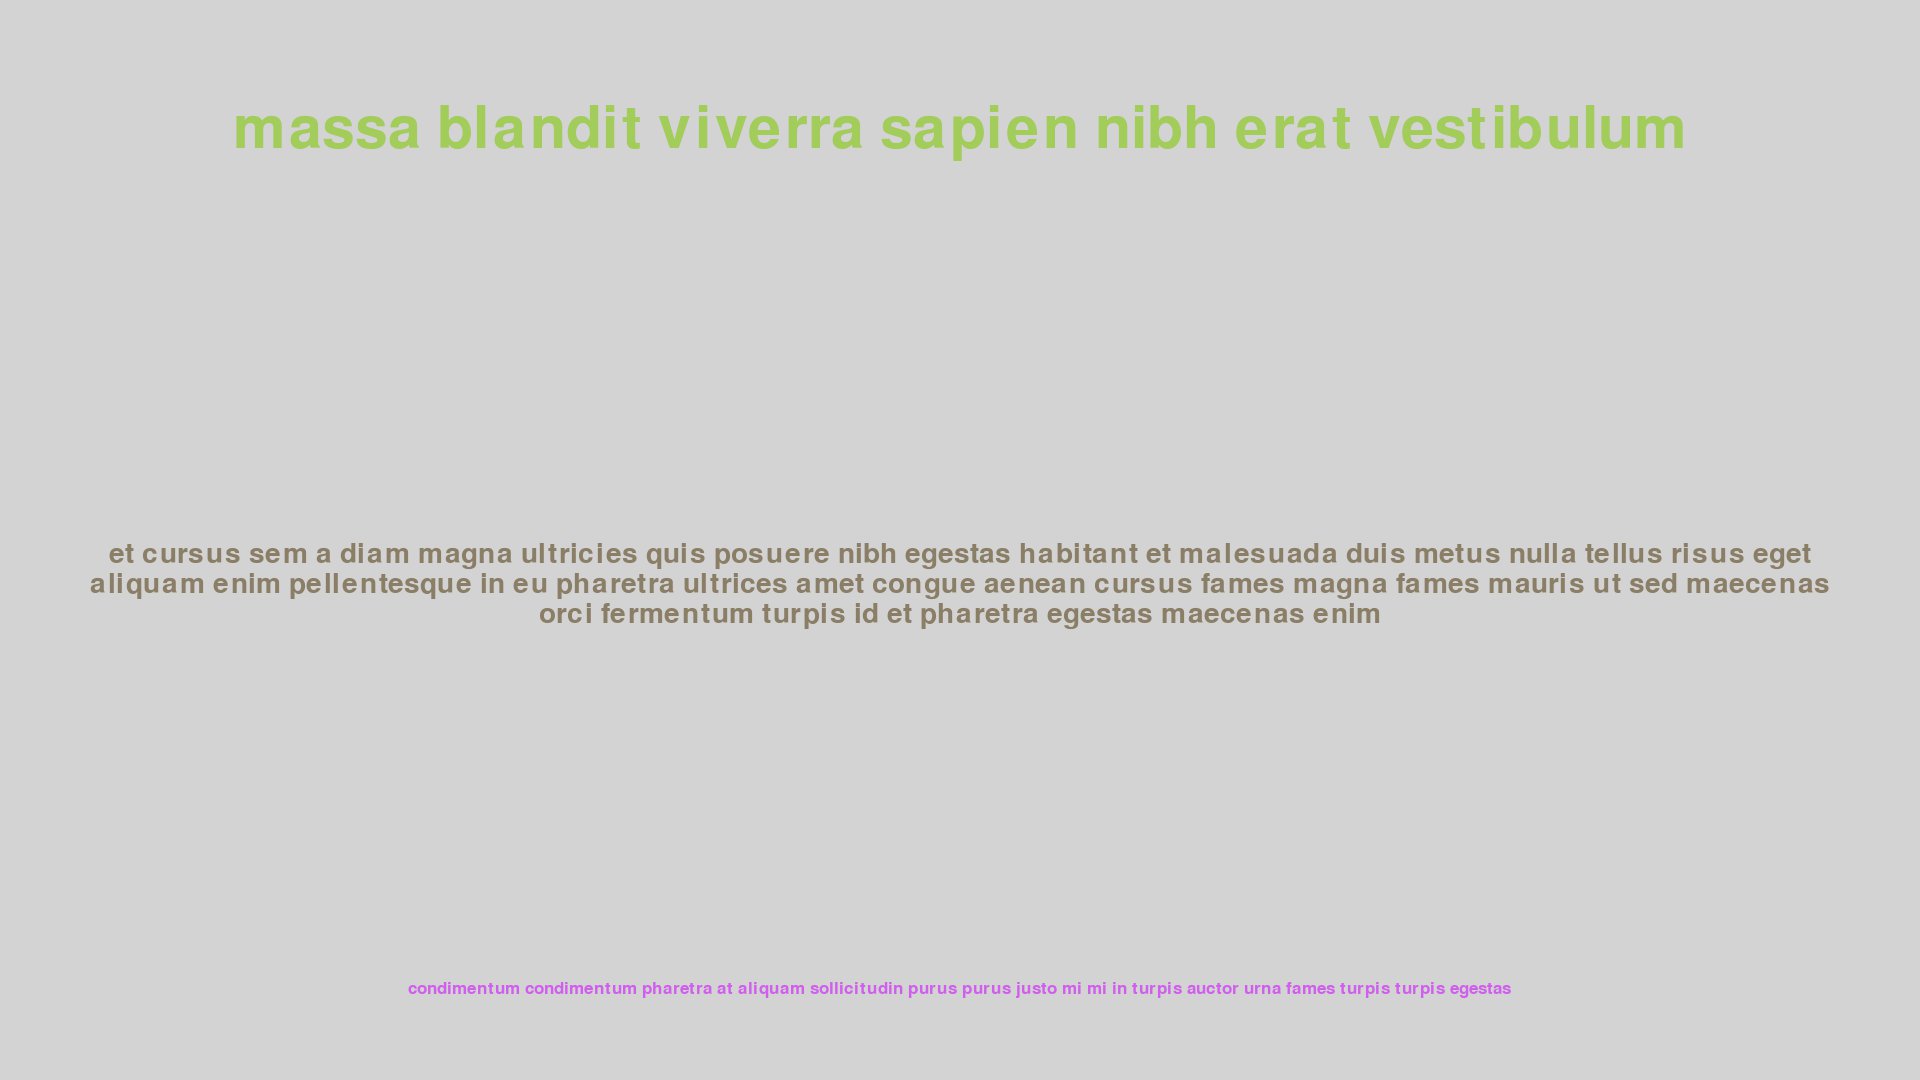 massa blandit viverra sapien nibh erat vestibulum
et cursus sem a diam magna ultricies quis posuere nibh egestas habitant et malesuada duis metus nulla tellus risus eget
aliquam enim pellentesque in eu pharetra ultrices amet congue aenean cursus fames magna fames mauris ut sed maecenas
orci fermentum turpis id et pharetra egestas maecenas enim
condimentum condimentum pharetra at aliquam sollicitudin purus purus justo mi mi in turpis auctor urna fames turpis turpis egestas